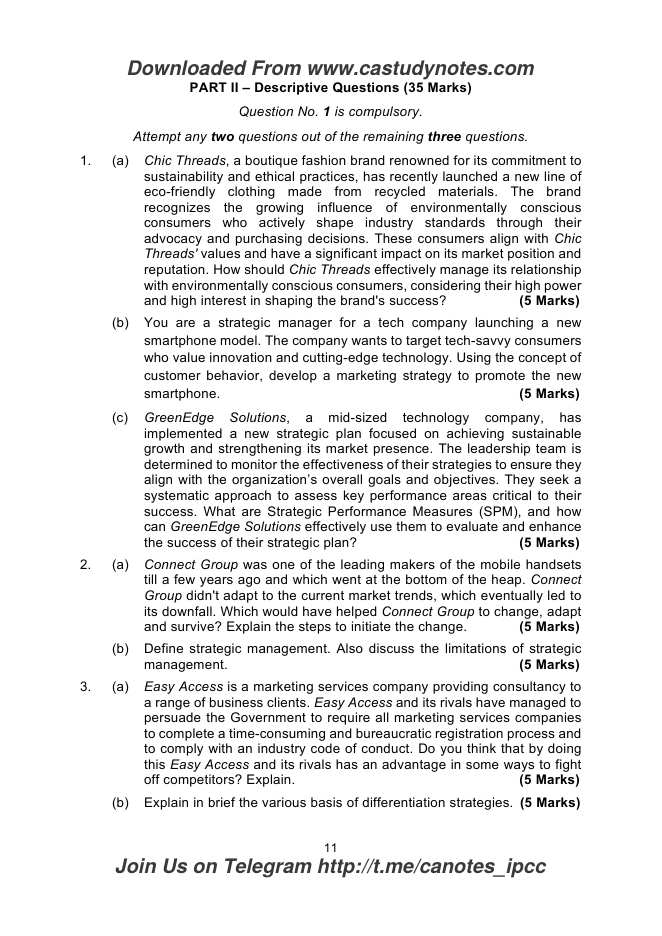 Downloaded From www.castudynotes.com
PART II – Descriptive Questions (35 Marks)
Question No. 1 is compulsory.
Attempt any two questions out of the remaining three questions.
1. (a) Chic Threads, a boutique fashion brand renowned for its commitment to
sustainability and ethical practices, has recently launched a new line of
eco-friendly clothing made from recycled materials. The brand
recognizes the growing influence of environmentally conscious
consumers who actively shape industry standards through their
advocacy and purchasing decisions. These consumers align with Chic
Threads' values and have a significant impact on its market position and
reputation. How should Chic Threads effectively manage its relationship
with environmentally conscious consumers, considering their high power
and high interest in shaping the brand's success? (5 Marks)
(b) You are a strategic manager for a tech company launching a new
smartphone model. The company wants to target tech-savvy consumers
who value innovation and cutting-edge technology. Using the concept of
customer behavior, develop a marketing strategy to promote the new
smartphone. (5 Marks)
(c) GreenEdge Solutions, a mid-sized technology company, has
implemented a new strategic plan focused on achieving sustainable
growth and strengthening its market presence. The leadership team is
determined to monitor the effectiveness of their strategies to ensure they
align with the organization's overall goals and objectives. They seek a
systematic approach to assess key performance areas critical to their
success. What are Strategic Performance Measures (SPM), and how
can GreenEdge Solutions effectively use them to evaluate and enhance
the success of their strategic plan? (5 Marks)
2. (a) Connect Group was one of the leading makers of the mobile handsets
till a few years ago and which went at the bottom of the heap. Connect
Group didn't adapt to the current market trends, which eventually led to
its downfall. Which would have helped Connect Group to change, adapt
and survive? Explain the steps to initiate the change. (5 Marks)
(b) Define strategic management. Also discuss the limitations of strategic
management. (5 Marks)
3. (a) Easy Access is a marketing services company providing consultancy to
a range of business clients. Easy Access and its rivals have managed to
persuade the Government to require all marketing services companies
to complete a time-consuming and bureaucratic registration process and
to comply with an industry code of conduct. Do you think that by doing
this Easy Access and its rivals has an advantage in some ways to fight
off competitors? Explain. (5 Marks)
(b) Explain in brief the various basis of differentiation strategies. (5 Marks)
11
Join Us on Telegram http://t.me/canotes_ipcc